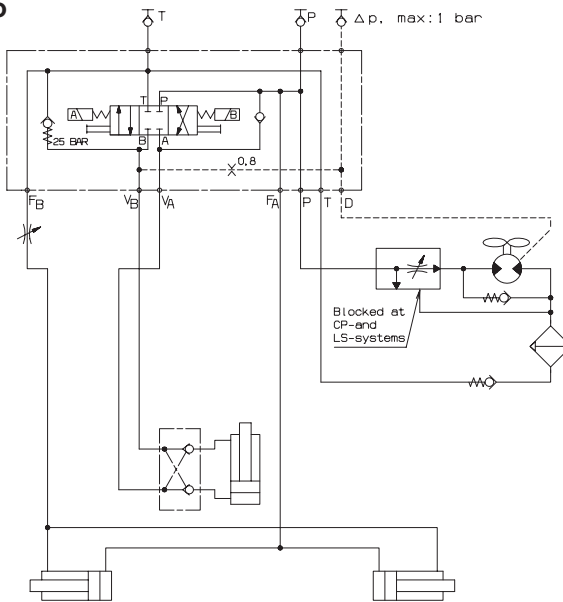 T
P
Δp, max:1 bar
T P
A
B
25 BAR
B A
0,8
FB
VB
VA
FA
P
T
D
Blocked at
CP-and
LS-systems